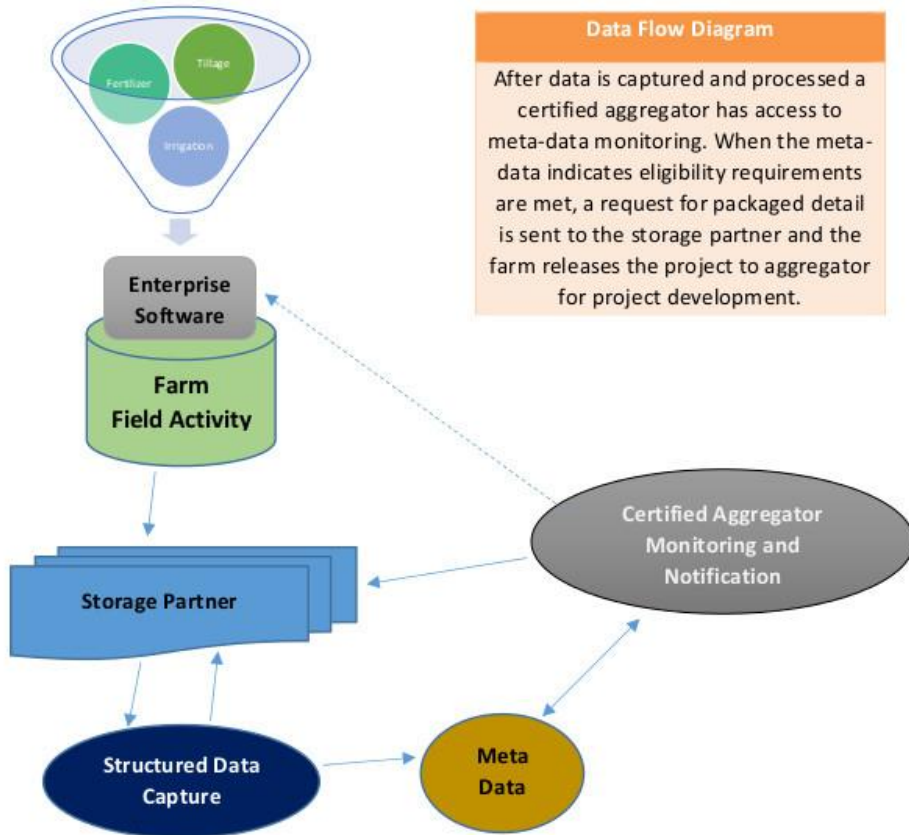 Tillage
Fertilizer
Irrigation
Data Flow Diagram
After data is captured and processed a
certified aggregator has access to
meta-data monitoring. When the meta-
data indicates eligibility requirements
are met, a request for packaged detail
is sent to the storage partner and the
farm releases the project to aggregator
for project development.
Enterprise
Software
Farm
Field Activity
Certified Aggregator
Monitoring and
Notification
Storage Partner
Structured Data
Capture
Meta
Data